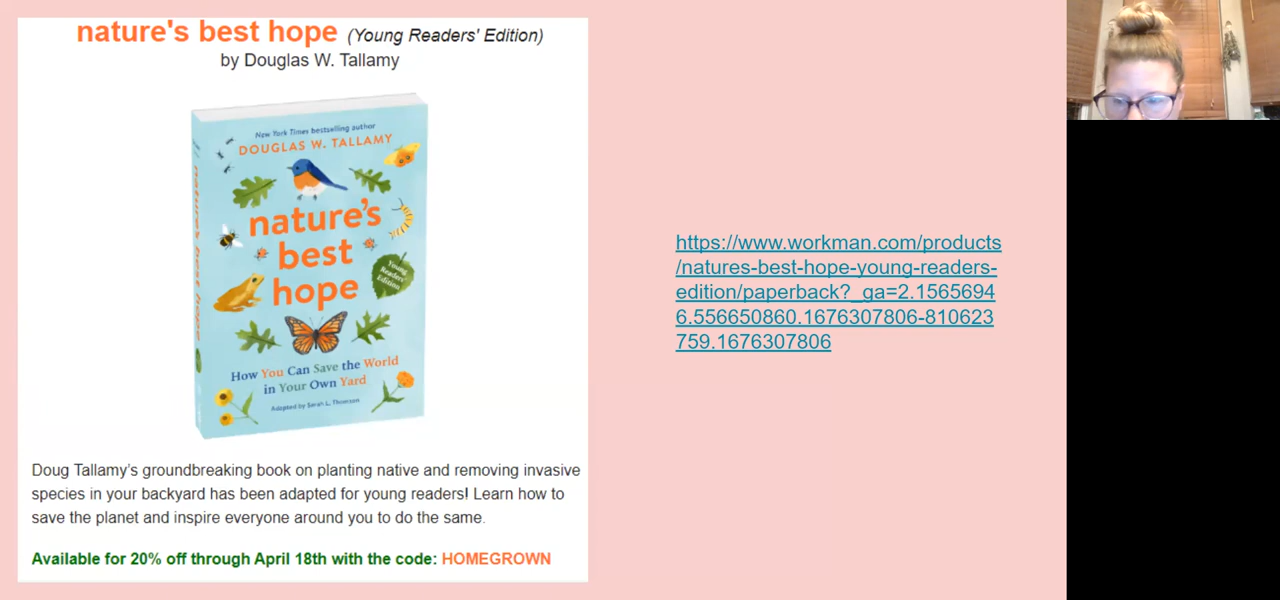 nature's best hope (Young Readers' Edition)
by Douglas W. Tallamy
New York Times bestselling author
DOUGLAS W. TALLAMY
nature's
best
hope
Young
Readers'
Edition
How You Can Save the World
in Your Own Yard
Adapted by Sarah L. Thomson
nature's best hope
Doug Tallamy's groundbreaking book on planting native and removing invasive
species in your backyard has been adapted for young readers! Learn how to
save the planet and inspire everyone around you to do the same.
Available for 20% off through April 18th with the code: HOMEGROWN
https://www.workman.com/products
/natures-best-hope-young-readers-
edition/paperback?_ga=2.1565694
6.556650860.1676307806-810623
759.1676307806